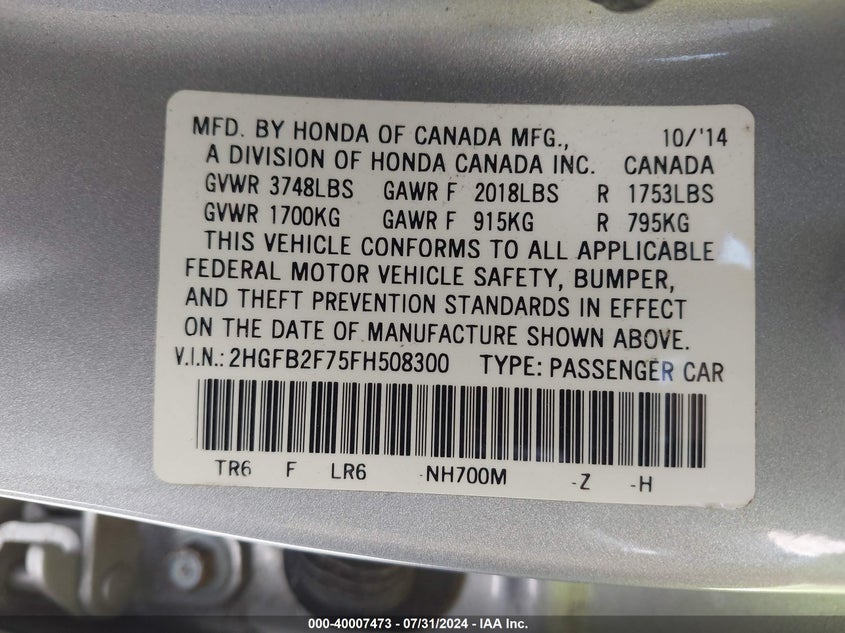 MFD. BY HONDA OF CANADA MFG., 10/'14
A DIVISION OF HONDA CANADA INC. CANADA
GVWR 3748LBS GAWR F 2018LBS R 1753LBS
GVWR 1700KG GAWR F 915KG R 795KG
THIS VEHICLE CONFORMS TO ALL APPLICABLE
FEDERAL MOTOR VEHICLE SAFETY, BUMPER,
AND THEFT PREVENTION STANDARDS IN EFFECT
ON THE DATE OF MANUFACTURE SHOWN ABOVE.
V.I.N.: 2HGFB2F75FH508300 TYPE: PASSENGER CAR
TR6 F LR6 -NH700M -Z -H
000-40007473 - 07/31/2024 - IAA Inc.